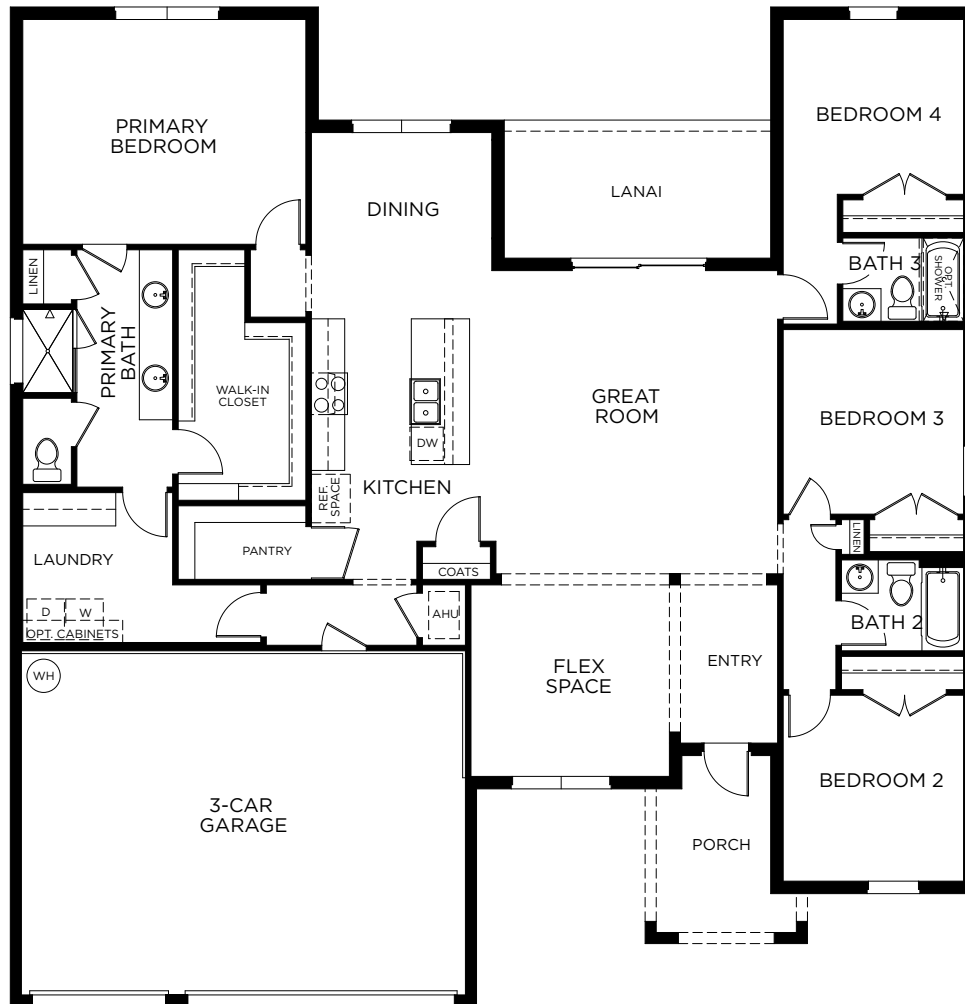 PRIMARY
BEDROOM
BEDROOM 4
LANAI
DINING
LINEN
BATH 3
OPT.
SHOWER
PRIMARY
BATH
WALK-IN
CLOSET
GREAT
ROOM
BEDROOM 3
DW
REF.
SPACE
KITCHEN
LINEN
PANTRY
LAUNDRY
COATS
D
W
OPT. CABINETS
AHU
BATH 2
WH
FLEX
SPACE
ENTRY
BEDROOM 2
3-CAR
GARAGE
PORCH